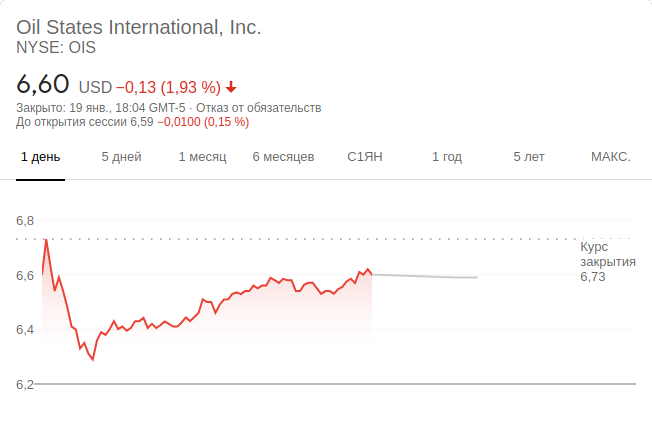 Oil States International, Inc.
NYSE: OIS
6,60 USD −0,13 (1,93 %)
Закрыто: 19 янв., 18:04 GMT-5 · Отказ от обязательств
До открытия сессии 6,59 −0,0100 (0,15 %)
1 день 5 дней 1 месяц 6 месяцев С1ЯН 1 год 5 лет МАКС.
6,8
Курс
закрытия
6,73
6,6
6,4
6,2